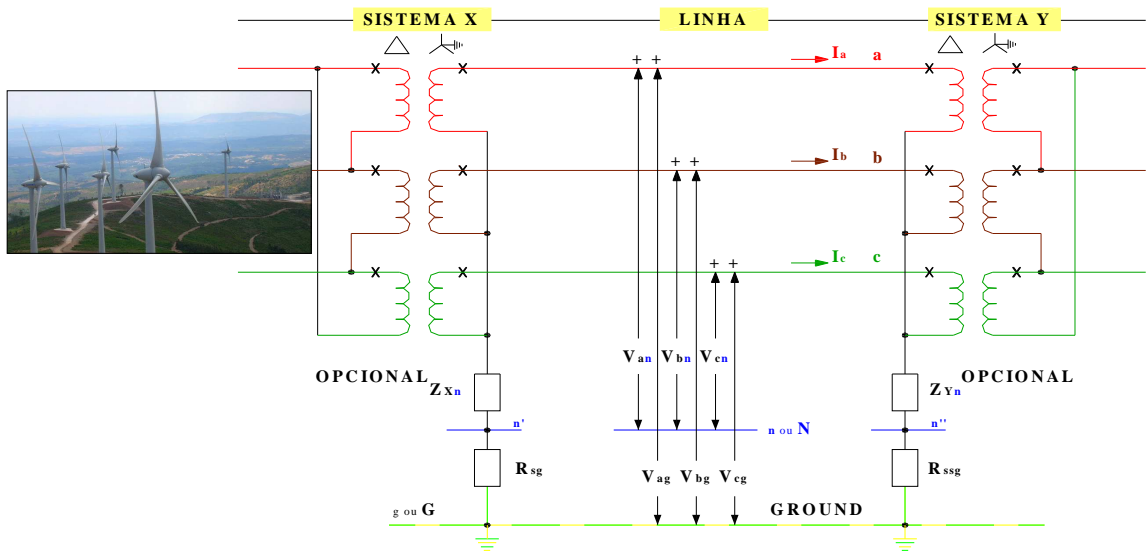 SISTEMA X
LINHA
SISTEMA Y
Ia a
Ib b
Ic c
Van Vbn Vcn
OPCIONAL
ZXn
ZYn
OPCIONAL
n'
n ou N
n''
Rsg
Vag Vbg Vcg
Rssg
g ou G
GROUND